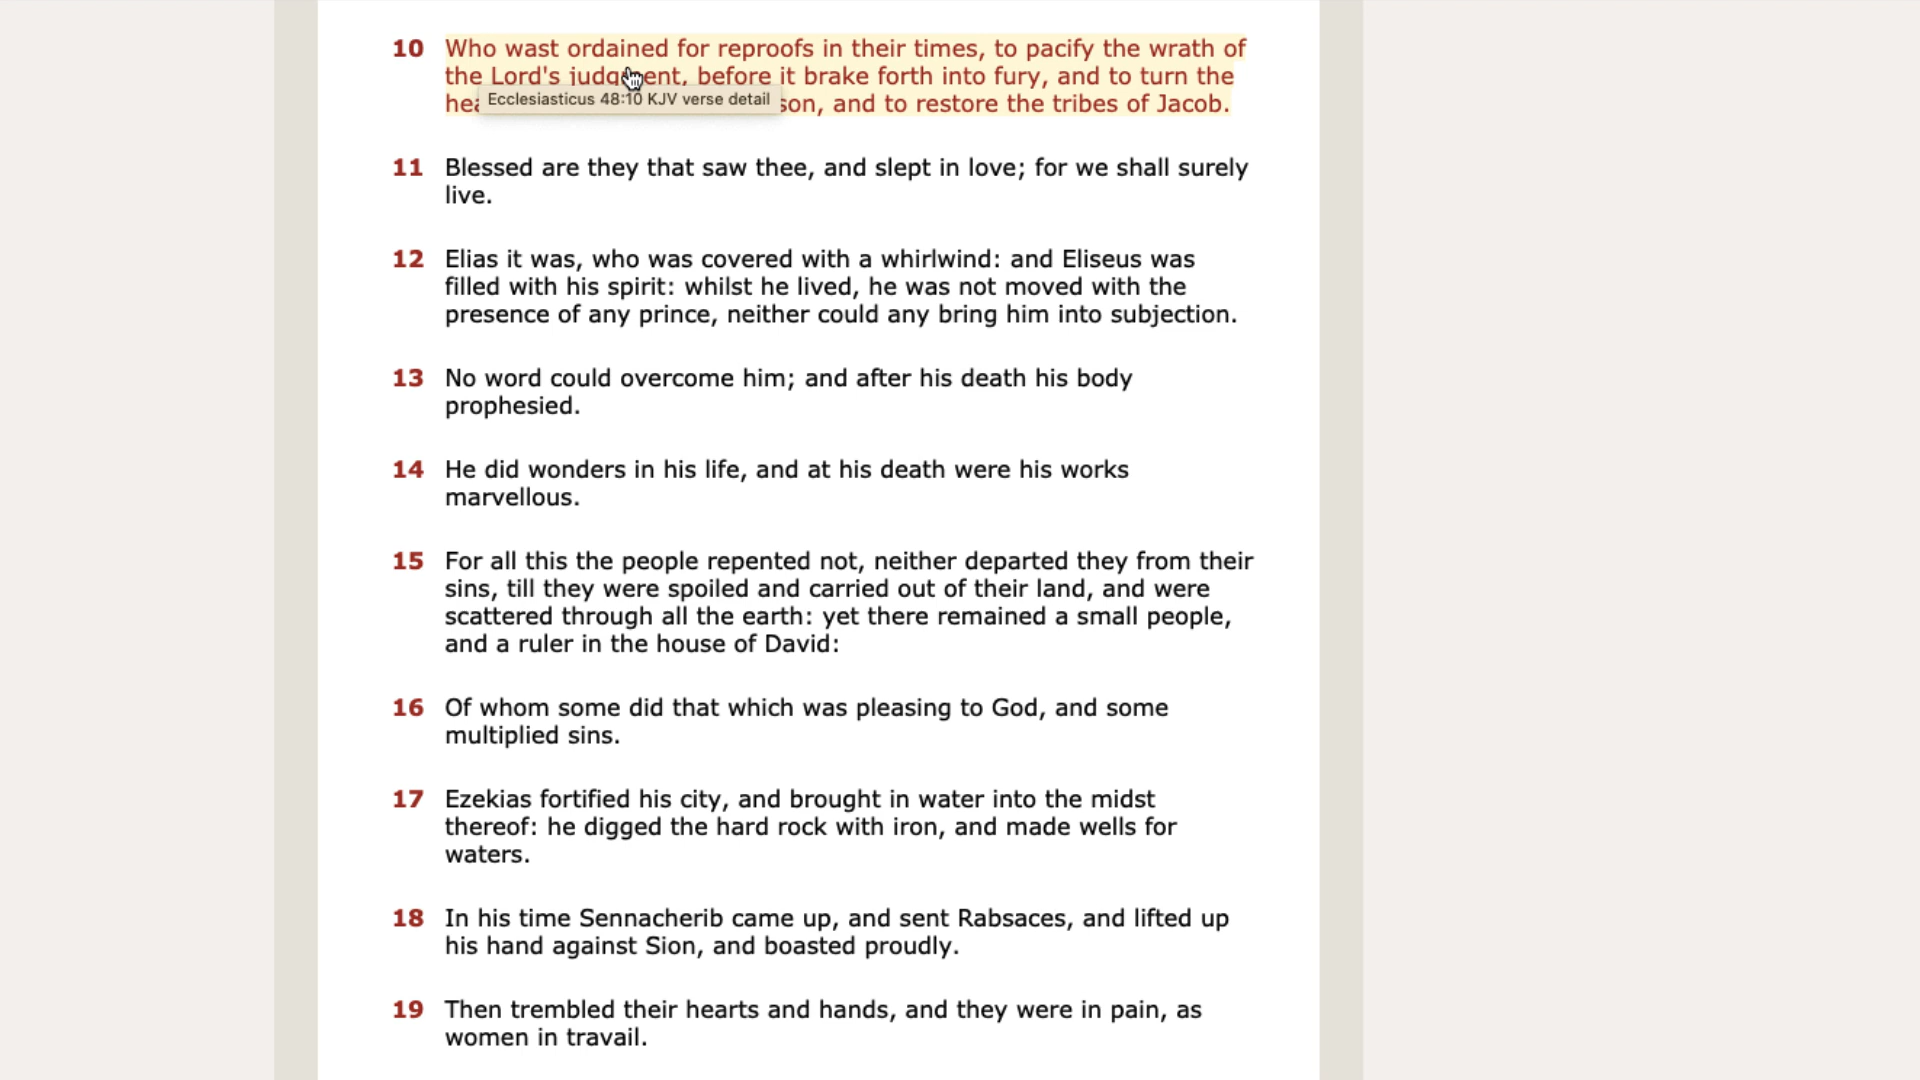 10 Who wast ordained for reproofs in their times, to pacify the wrath of
the Lord's before it brake forth into fury, and to turn the
Ecclesiasticus 48:10 KJV verse detail
and to restore the tribes of Jacob.
11 Blessed are they that saw thee, and slept in love; for we shall surely
live.
12 Elias it was, who was covered with a whirlwind: and Eliseus was
filled with his spirit: whilst he lived, he was not moved with the
presence of any prince, neither could any bring him into subjection.
13 No word could overcome him; and after his death his body
prophesied.
14 He did wonders in his life, and at his death were his works
marvellous.
15 For all this the people repented not, neither departed they from their
sins, till they were spoiled and carried out of their land, and were
scattered through all the earth: yet there remained a small people,
and a ruler in the house of David:
16 Of whom some did that which was pleasing to God, and some
multiplied sins.
17 Ezekias fortified his city, and brought in water into the midst
thereof: he digged the hard rock with iron, and made wells for
waters.
18 In his time Sennacherib came up, and sent Rabsaces, and lifted up
his hand against Sion, and boasted proudly.
19 Then trembled their hearts and hands, and they were in pain, as
women in travail.